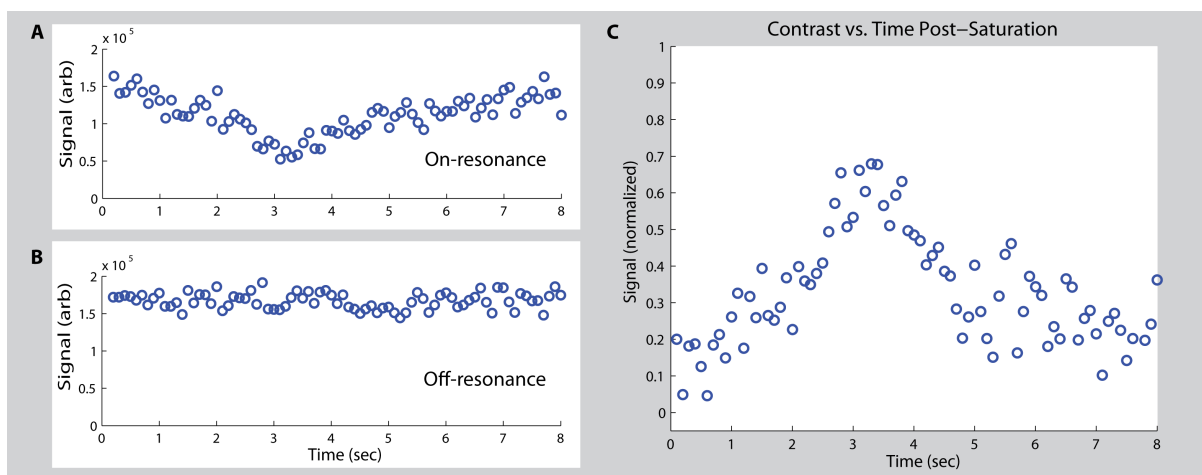 A
x 10⁵
2
1.5
1
0.5
0
Signal (arb)
On-resonance
0 1 2 3 4 5 6 7 8
B
x 10⁵
2
1.5
1
0.5
0
Signal (arb)
Off-resonance
0 1 2 3 4 5 6 7 8
Time (sec)
C
Contrast vs. Time Post−Saturation
1
0.9
0.8
0.7
0.6
0.5
0.4
0.3
0.2
0.1
0
Signal (normalized)
0 1 2 3 4 5 6 7 8
Time (sec)